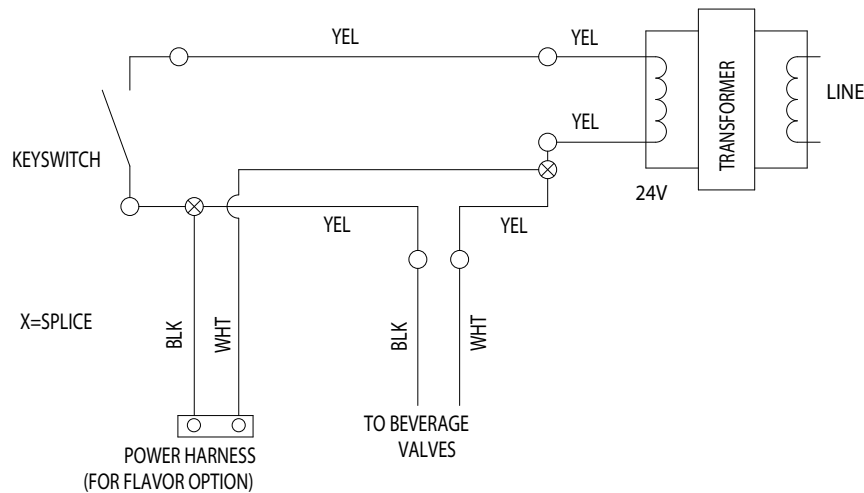 YEL
YEL
LINE
TRANSFORMER
YEL
KEYSWITCH
24V
YEL
YEL
X=SPLICE
BLK
WHT
BLK
WHT
TO BEVERAGE
VALVES
POWER HARNESS
(FOR FLAVOR OPTION)